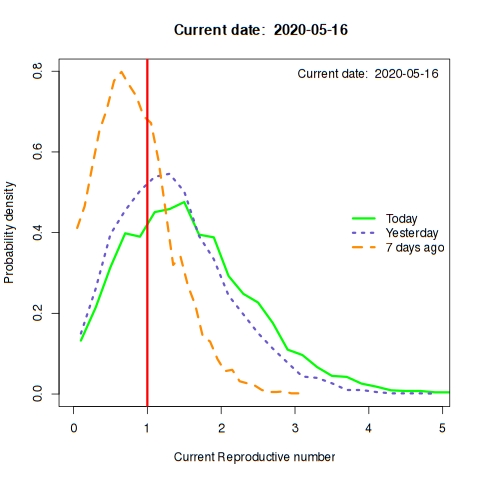 Current date:  2020-05-16
Current date:  2020-05-16
Probability density
0.0
0.2
0.4
0.6
0.8
Today
Yesterday
7 days ago
0
1
2
3
4
5
Current Reproductive number